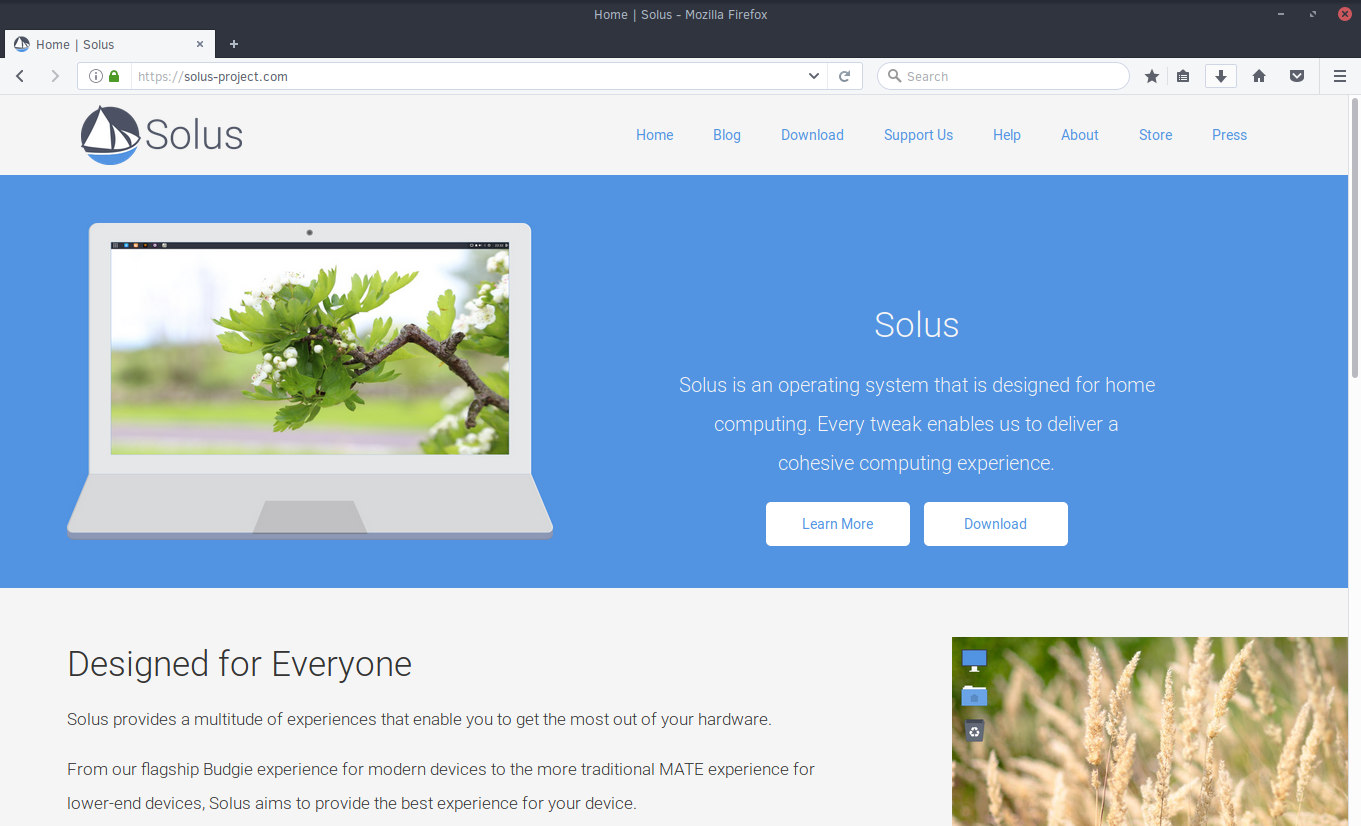 Home | Solus - Mozilla Firefox
Home | Solus
https://solus-project.com
Search
Solus
Home Blog Download Support Us Help About Store Press
Solus
Solus is an operating system that is designed for home
computing. Every tweak enables us to deliver a
cohesive computing experience.
Learn More Download
Designed for Everyone
Solus provides a multitude of experiences that enable you to get the most out of your hardware.
From our flagship Budgie experience for modern devices to the more traditional MATE experience for
lower-end devices, Solus aims to provide the best experience for your device.